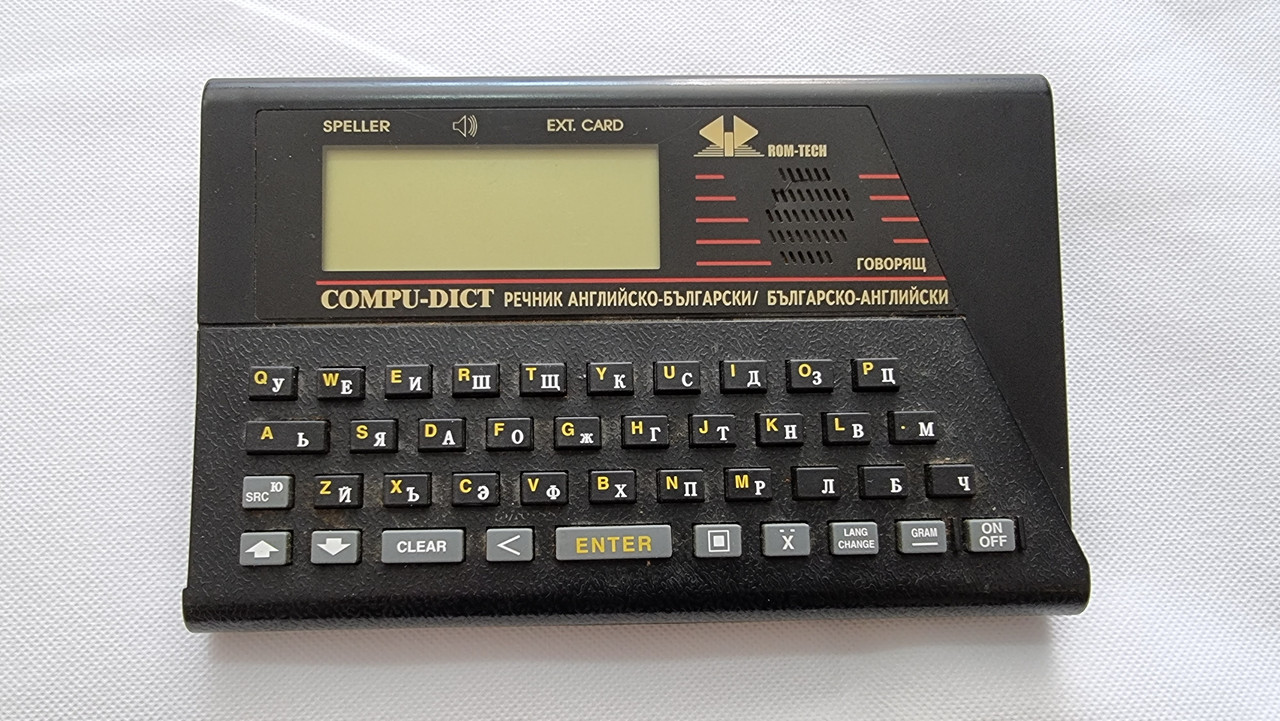 SPELLER EXT. CARD
ROM-TECH
ГОВОРЯЩ
COMPU-DICT РЕЧНИК АНГЛИЙСКО-БЪЛГАРСКИ/ БЪЛГАРСКО-АНГЛИЙСКИ
Q У W Е E И R Ш T Щ Y К U С I Д O З P Ц
A Ь S Я D А F О G Ж H Г J Т K Н L В . М
SRC Ю Z Й X Ъ C Э V Ф B Х N П M Р Л Б Ч
CLEAR < ENTER Ẍ LANG CHANGE GRAM ON OFF